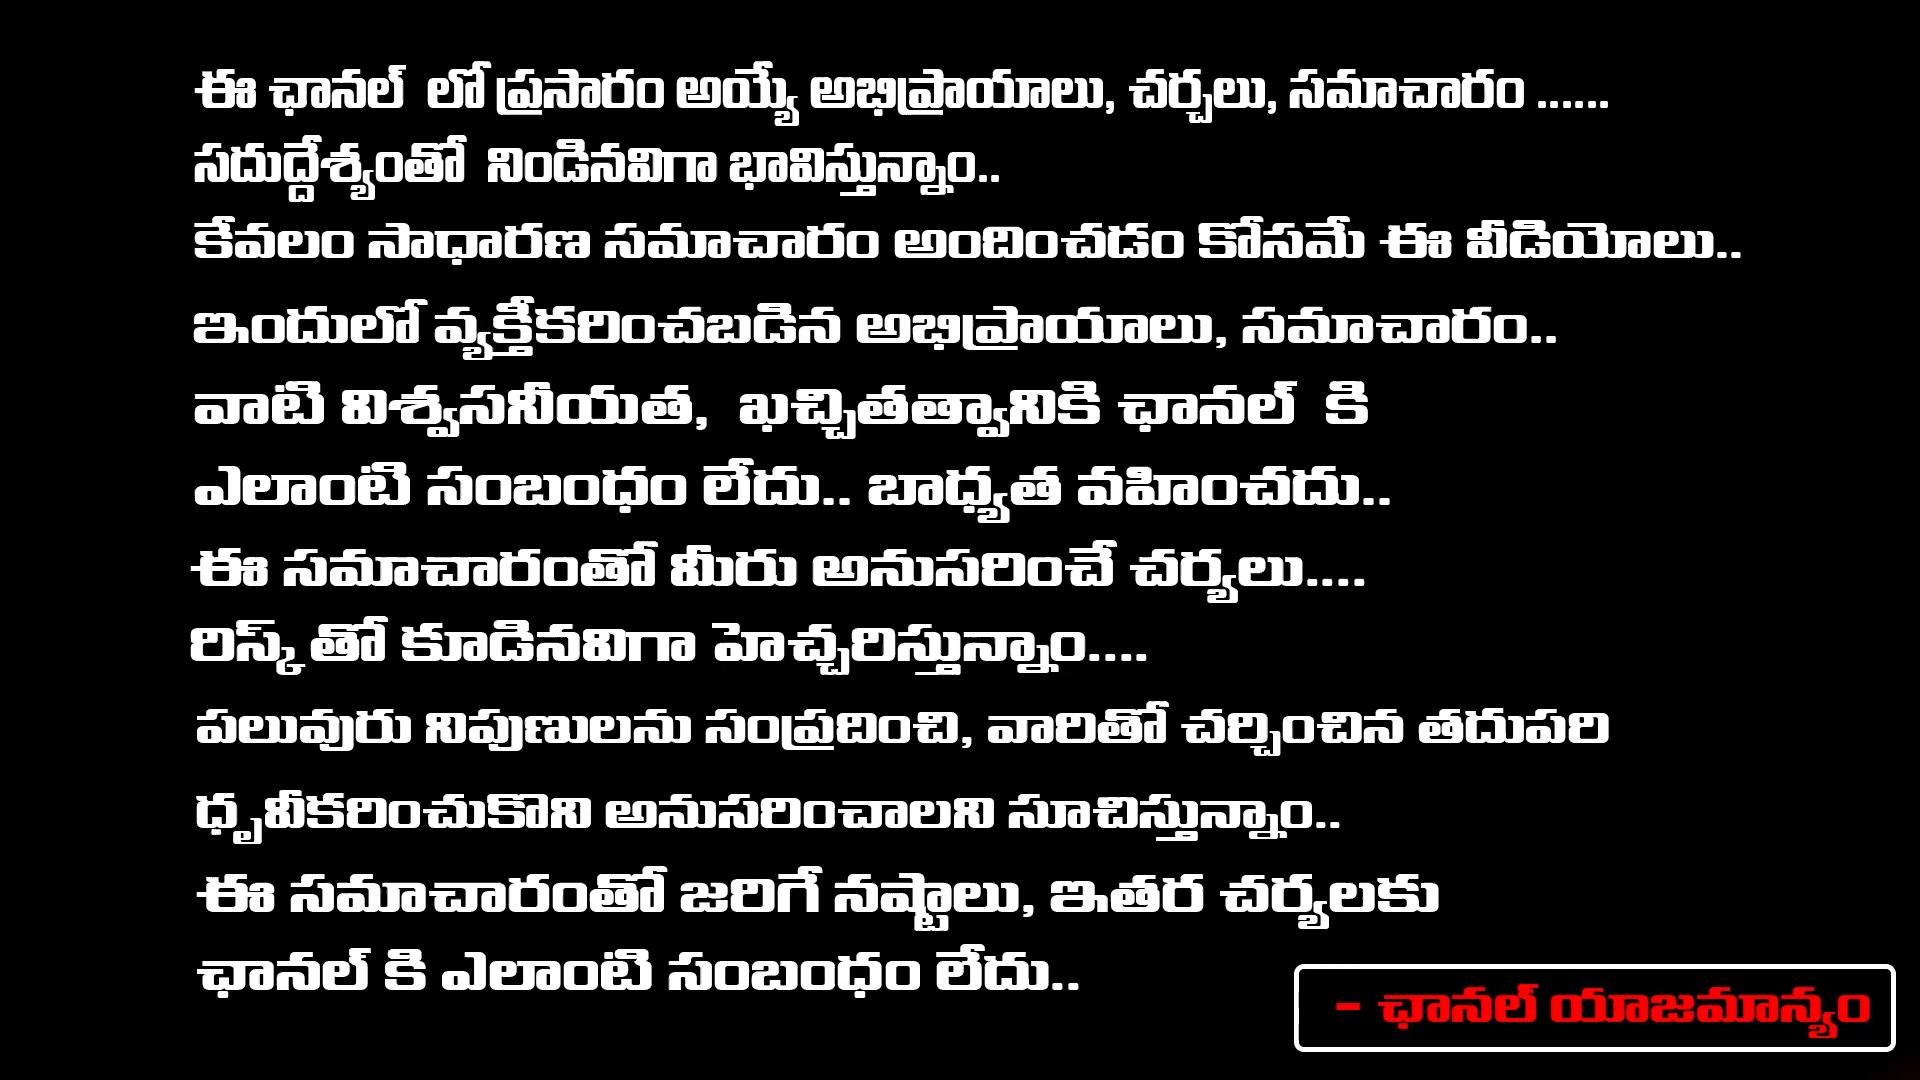 ఈ ఛానల్ లో ప్రసారం అయ్యే అభిప్రాయాలు, చర్చలు, సమాచారం ......
సదుద్దేశ్యంతో నిండినవిగా భావిస్తున్నాం..
కేవలం సాధారణ సమాచారం అందించడం కోసమే ఈ వీడియోలు..
ఇందులో వ్యక్తీకరించబడిన అభిప్రాయాలు, సమాచారం..
వాటి విశ్వసనీయత, ఖచ్చితత్వానికి ఛానల్ కి
ఎలాంటి సంబంధం లేదు.. బాధ్యత వహించదు..
ఈ సమాచారంతో మీరు అనుసరించే చర్యలు....
రిస్క్ తో కూడినవిగా హెచ్చరిస్తున్నాం....
పలువురు నిపుణులను సంప్రదించి, వారితో చర్చించిన తదుపరి
ధృవీకరించుకొని అనుసరించాలని సూచిస్తున్నాం..
ఈ సమాచారంతో జరిగే నష్టాలు, ఇతర చర్యలకు
ఛానల్ కి ఎలాంటి సంబంధం లేదు..
- ఛానల్ యాజమాన్యం